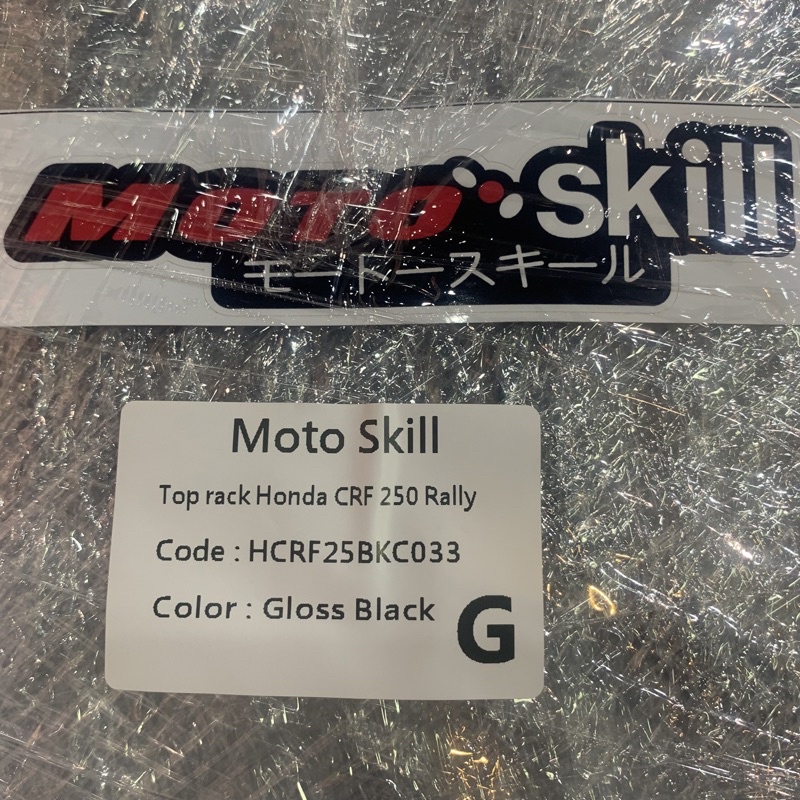 MOTO skill
モートースキール
Moto Skill
Top rack Honda CRF 250 Rally
Code : HCRF25BKC033
Color : Gloss Black
G